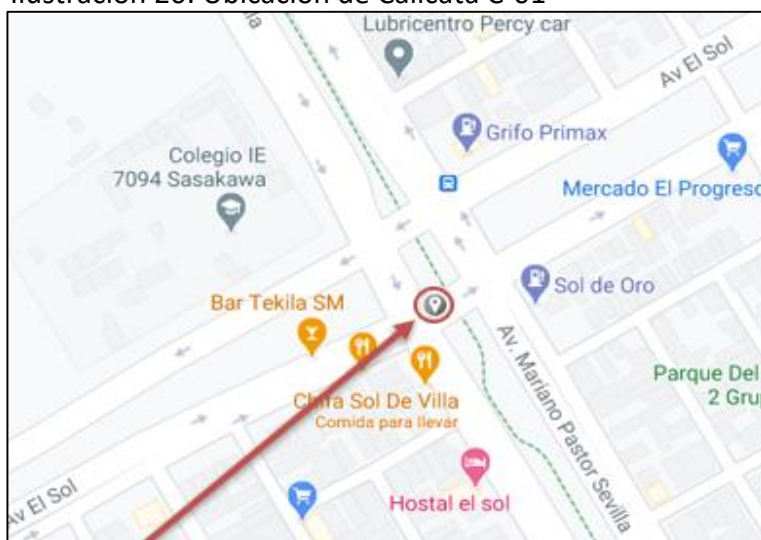 Ilustración 20. Ubicación de Calicata C-01
Lubricentro Percy car
Av El Sol
Grifo Primax
Colegio IE
7094 Sasakawa
Mercado El Progreso
Sol de Oro
Bar Tekila SM
Parque Del
2 Gru
Chifa Sol De Villa
Comida para llevar
Av. Mariano Pastor Sevilla
Hostal el sol
Av El Sol